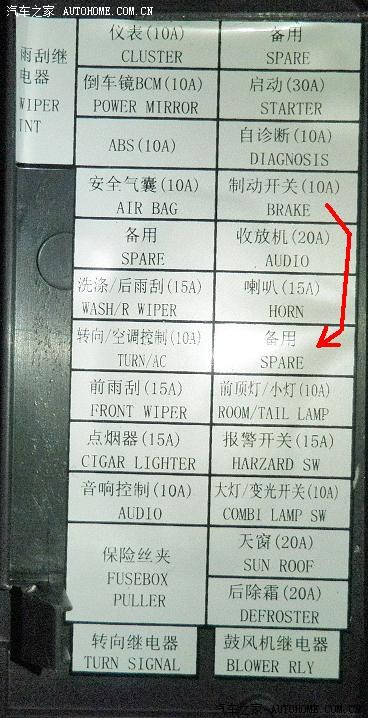 汽车之家 AUTOHOME.COM.CN
雨刮继
电器
WIPER
INT
仪表(10A)
CLUSTER
备用
SPARE
倒车镜BCM(10A)
POWER MIRROR
启动(30A)
STARTER
ABS(10A)
自诊断(10A)
DIAGNOSIS
安全气囊(10A)
AIR BAG
制动开关(10A)
BRAKE
备用
SPARE
收放机(20A)
AUDIO
洗涤/后雨刮(15A)
WASH/R WIPER
喇叭(15A)
HORN
转向/空调控制(10A)
TURN/AC
备用
SPARE
前雨刮(15A)
FRONT WIPER
前顶灯/小灯(10A)
ROOM/TAIL LAMP
点烟器(15A)
CIGAR LIGHTER
报警开关(15A)
HARZARD SW
音响控制(10A)
AUDIO
大灯/变光开关(10A)
COMBI LAMP SW
保险丝夹
FUSEBOX
PULLER
天窗(20A)
SUN ROOF
后除霜(20A)
DEFROSTER
转向继电器
TURN SIGNAL
鼓风机继电器
BLOWER RLY
汽车之家 AUTOHOME.COM.CN